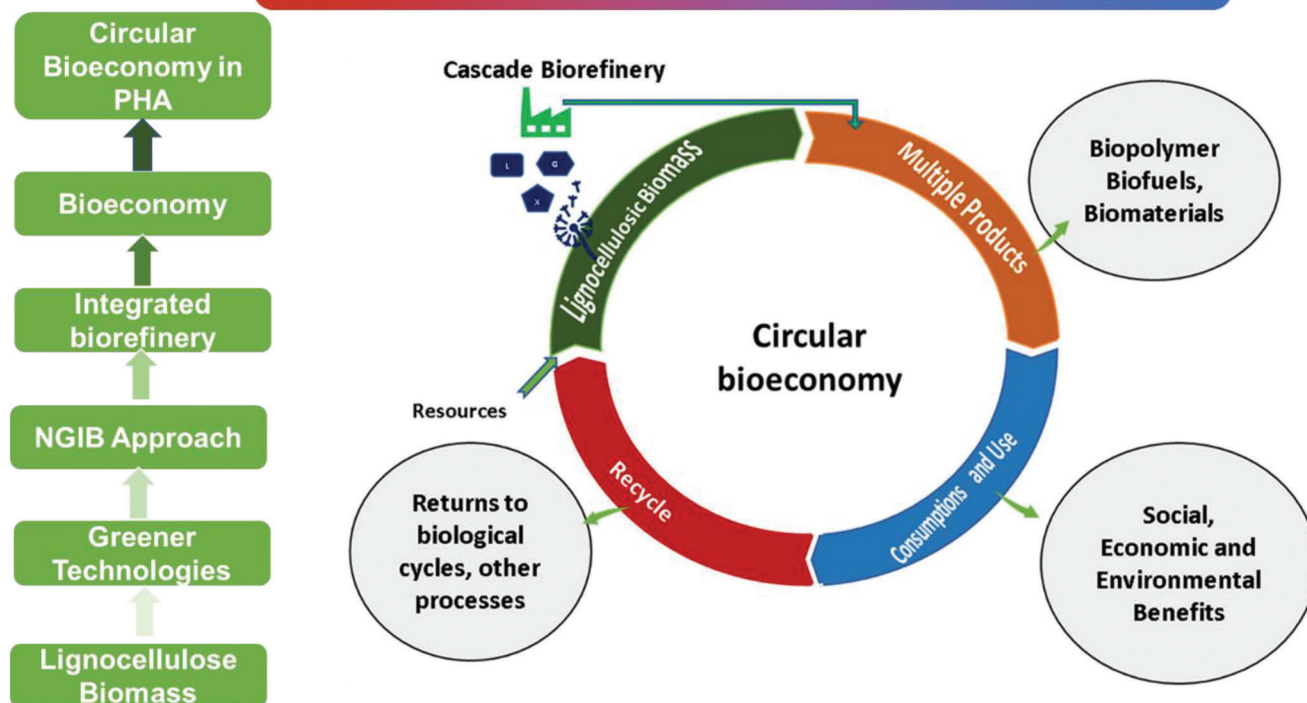 Circular
Bioeconomy in
PHA
Bioeconomy
Integrated
biorefinery
NGIB Approach
Greener
Technologies
Lignocellulose
Biomass
Cascade Biorefinery
L
G
X
Lignocellulosic Biomass
Multiple Products
Biopolymer
Biofuels,
Biomaterials
Circular
bioeconomy
Resources
Recycle
Consumptions and Use
Returns to
biological
cycles, other
processes
Social,
Economic and
Environmental
Benefits